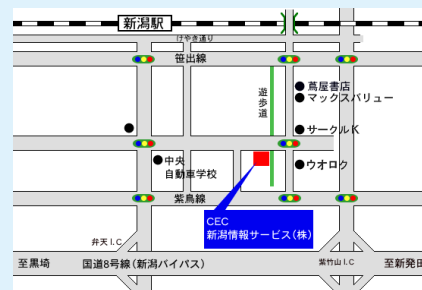 新潟駅
けやき通り
笹出線
遊歩道
蔦屋書店
マックスバリュー
サークルK
中央
自動車学校
ウオロク
紫鳥線
CEC
新潟情報サービス(株)
弁天I.C
至黒埼
国道8号線(新潟バイパス)
紫竹山I.C
至新発田